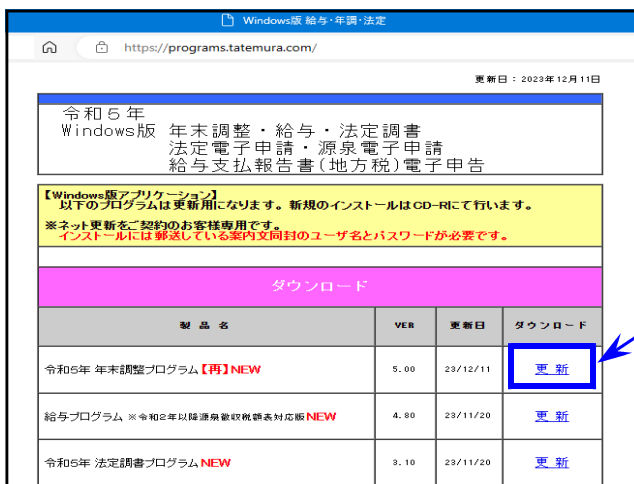 Windows版 給与・年調・法定
https://programs.tatemura.com/
更新日：2023年12月11日
令和５年
Windows版 年末調整・給与・法定調書
法定電子申請・源泉電子申請
給与支払報告書(地方税)電子申告
【Windows版アプリケーション】
以下のプログラムは更新用になります。新規のインストールはCD-Rにて行います。
※ネット更新をご契約のお客様専用です。
インストールには郵送している案内文同封のユーザ名とパスワードが必要です。
ダウンロード
製 品 名 VER 更新日 ダウンロード
令和5年 年末調整プログラム【再】NEW 5.00 23/12/11 更 新
給与プログラム ※令和2年以降源泉徴収税額表対応版NEW 4.80 23/11/20 更 新
令和5年 法定調書プログラム NEW 3.10 23/11/20 更 新